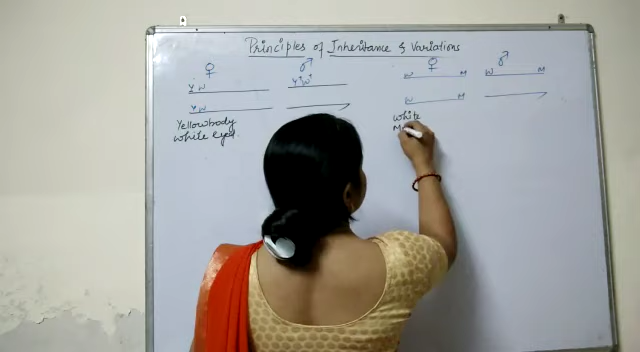 Principles of Inheritance & Variations
♀ ♂ ♀ ♂
Y W Y⁺W⁺ W M W M
Y W W M
Yellowbody
white eyed.
white
M